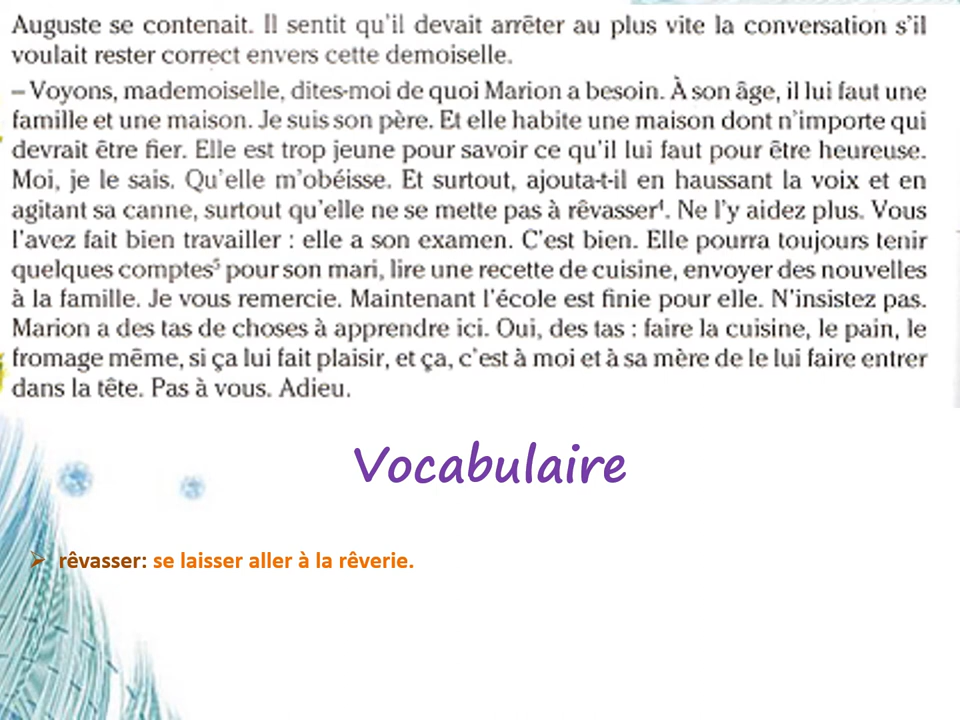 Auguste se contenait. Il sentit qu'il devait arrêter au plus vite la conversation s'il
voulait rester correct envers cette demoiselle.
– Voyons, mademoiselle, dites-moi de quoi Marion a besoin. À son âge, il lui faut une
famille et une maison. Je suis son père. Et elle habite une maison dont n'importe qui
devrait être fier. Elle est trop jeune pour savoir ce qu'il lui faut pour être heureuse.
Moi, je le sais. Qu'elle m'obéisse. Et surtout, ajouta-t-il en haussant la voix et en
agitant sa canne, surtout qu'elle ne se mette pas à rêvasser⁴. Ne l'y aidez plus. Vous
l'avez fait bien travailler : elle a son examen. C'est bien. Elle pourra toujours tenir
quelques comptes⁵ pour son mari, lire une recette de cuisine, envoyer des nouvelles
à la famille. Je vous remercie. Maintenant l'école est finie pour elle. N'insistez pas.
Marion a des tas de choses à apprendre ici. Oui, des tas : faire la cuisine, le pain, le
fromage même, si ça lui fait plaisir, et ça, c'est à moi et à sa mère de le lui faire entrer
dans la tête. Pas à vous. Adieu.
Vocabulaire
➢ rêvasser: se laisser aller à la rêverie.